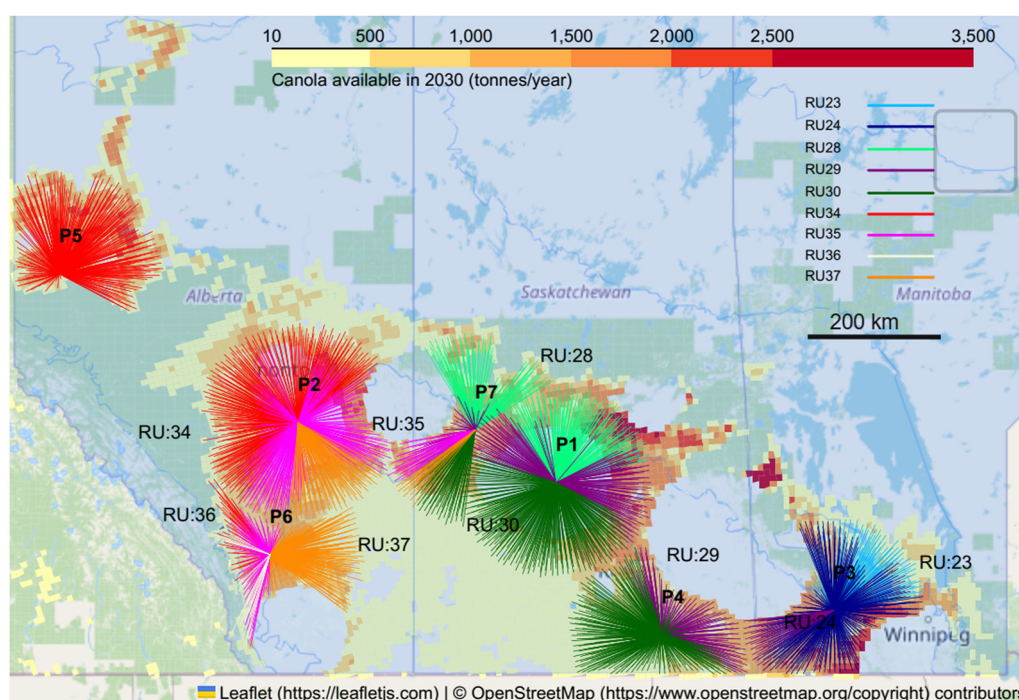 10 500 1,000 1,500 2,000 2,500 3,500
Canola available in 2030 (tonnes/year)
RU23
RU24
RU28
RU29
RU30
RU34
RU35
RU36
RU37
200 km
Alberta
Saskatchewan
Manitoba
P5
RU:28
P2
P7
RU:34
RU:35
P1
RU:36
P6
RU:30
RU:37
RU:29
RU:23
P3
P4
RU:24
Winnipeg
Leaflet (https://leafletjs.com) | © OpenStreetMap (https://www.openstreetmap.org/copyright) contributor